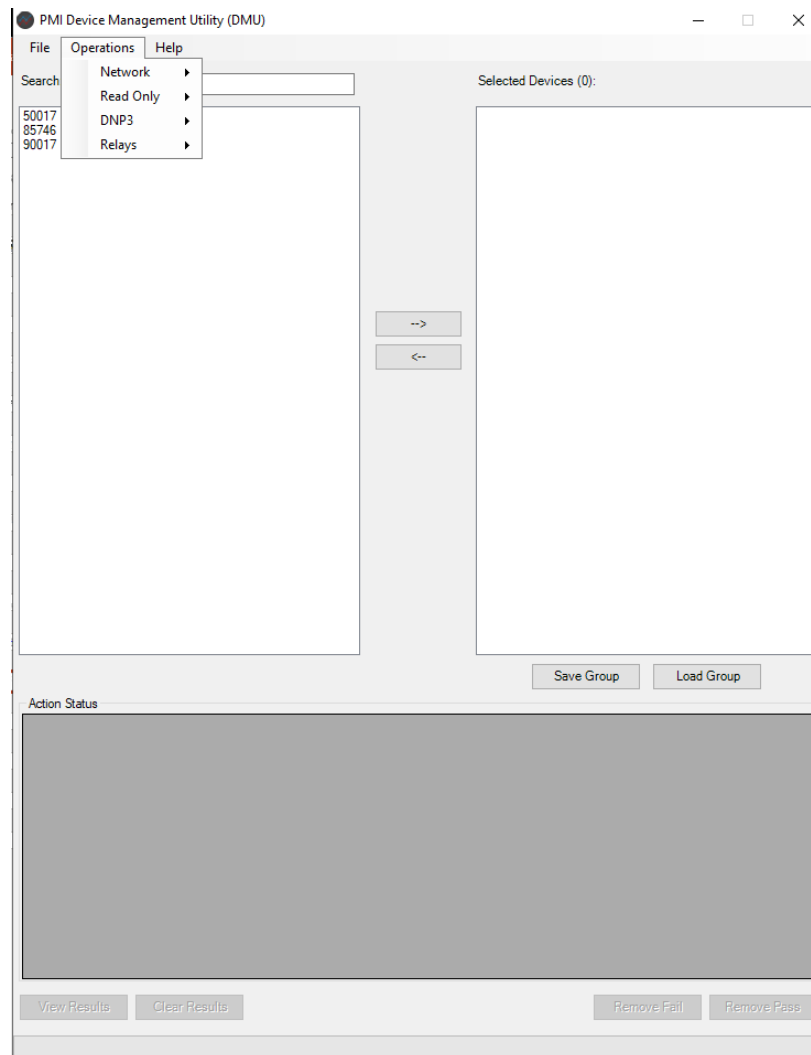 PMI Device Management Utility (DMU)
File Operations Help
Network
Read Only
DNP3
Relays
Search
Selected Devices (0):
50017
85746
90017
-->
<--
Save Group Load Group
Action Status
View Results Clear Results Remove Fail Remove Pass